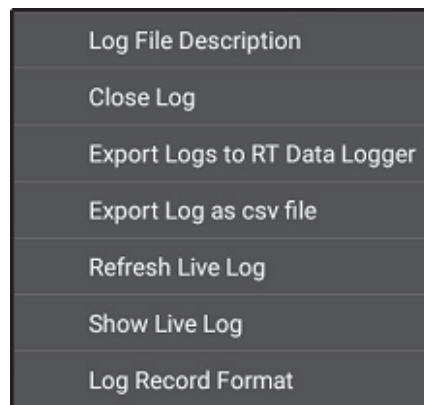 Log File Description
Close Log
Export Logs to RT Data Logger
Export Log as csv file
Refresh Live Log
Show Live Log
Log Record Format